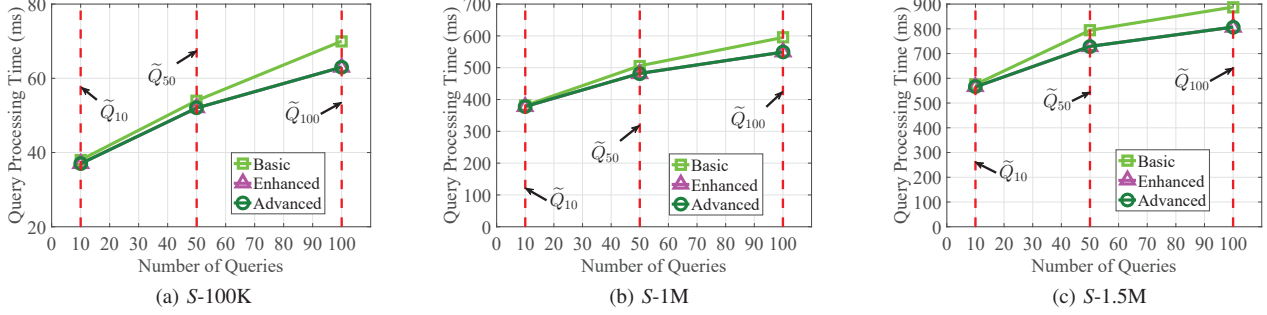 Query Processing Time (ms)
80
60
40
20
0 10 20 30 40 50 60 70 80 90 100
Number of Queries
Q̃10
Q̃50
Q̃100
Basic
Enhanced
Advanced
(a) S-100K
Query Processing Time (ms)
700
600
500
400
300
200
100
0
0 10 20 30 40 50 60 70 80 90 100
Number of Queries
Q̃10
Q̃50
Q̃100
Basic
Enhanced
Advanced
(b) S-1M
Query Processing Time (ms)
900
800
700
600
500
400
300
200
100
0
0 10 20 30 40 50 60 70 80 90 100
Number of Queries
Q̃10
Q̃50
Q̃100
Basic
Enhanced
Advanced
(c) S-1.5M